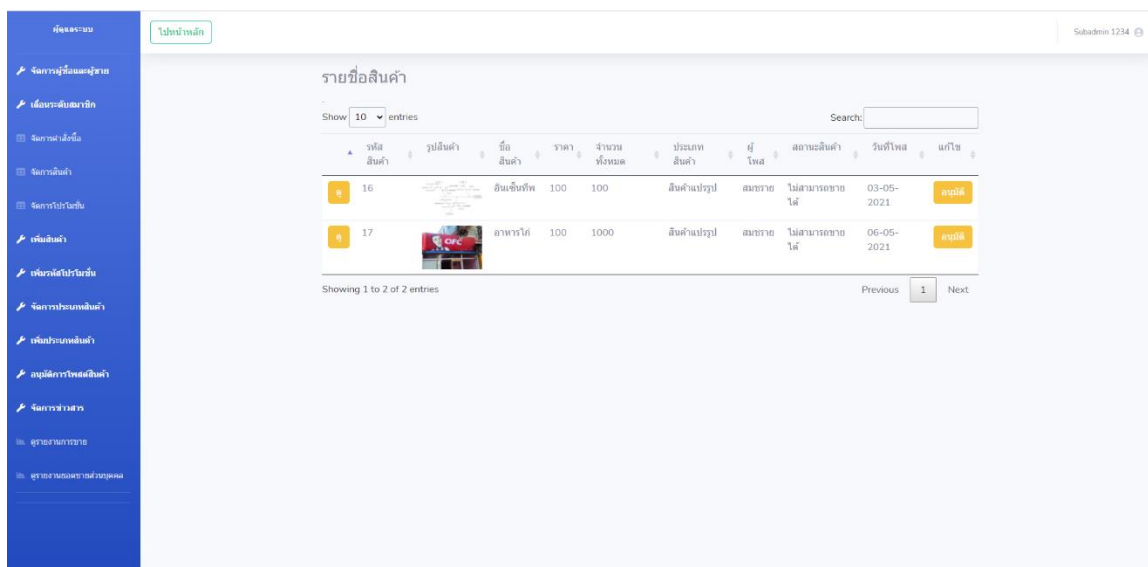 ผู้ดูแลระบบ
ไปหน้าหลัก
Subadmin 1234
จัดการผู้ซื้อและผู้ขาย
เลื่อนระดับสมาชิก
จัดการคำสั่งซื้อ
จัดการสินค้า
จัดการโปรโมชั่น
เพิ่มสินค้า
เพิ่มรหัสโปรโมชั่น
จัดการประเภทสินค้า
เพิ่มประเภทสินค้า
อนุมัติการโพสต์สินค้า
จัดการข่าวสาร
ดูรายงานการขาย
ดูรายงานยอดขายส่วนบุคคล
รายชื่อสินค้า
Show 10 entries
Search:
รหัส สินค้า รูปสินค้า ชื่อ สินค้า ราคา จำนวน ทั้งหมด ประเภท สินค้า ผู้ โพส สถานะสินค้า วันที่โพส แก้ไข
ดู 16 อินเซ็นทีพ 100 100 สินค้าแปรรูป สมชราย ไม่สามารถขาย ได้ 03-05-2021 อนุมัติ
ดู 17 OFC อาหารไก่ 100 1000 สินค้าแปรรูป สมชราย ไม่สามารถขาย ได้ 06-05-2021 อนุมัติ
Showing 1 to 2 of 2 entries
Previous 1 Next